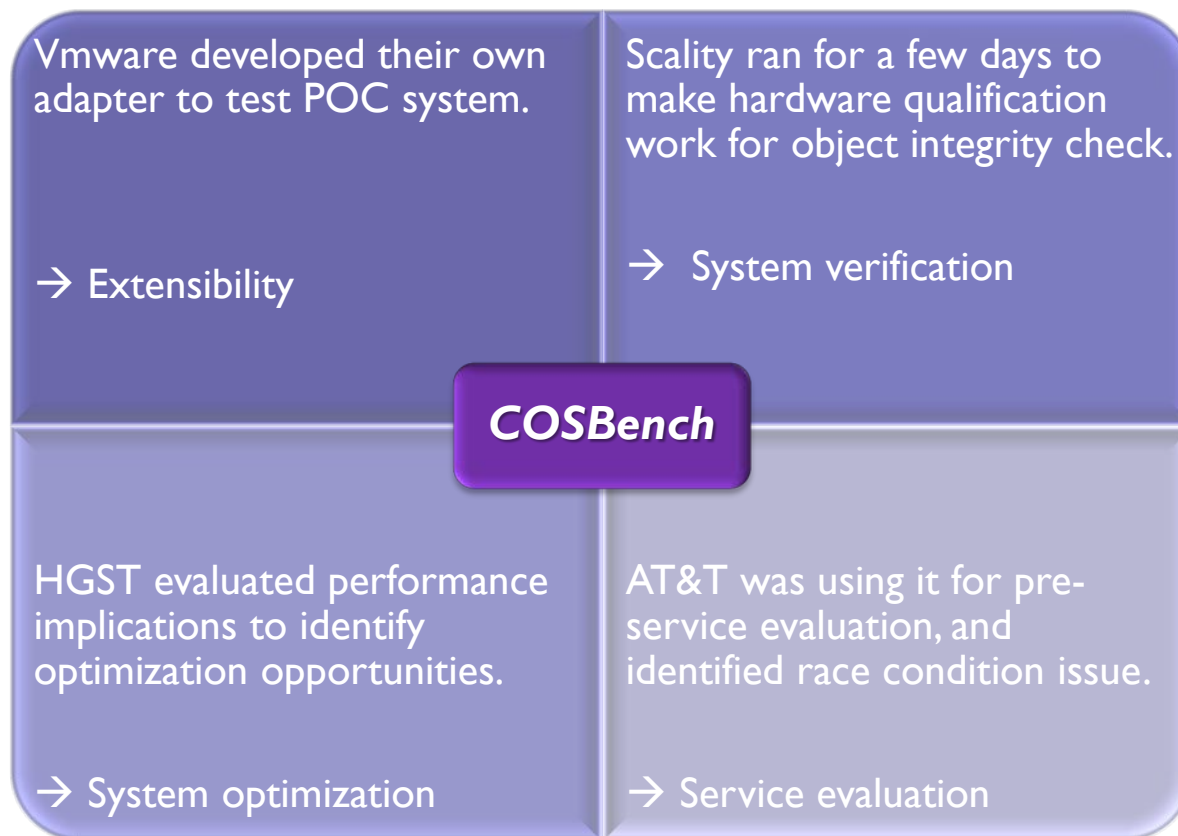 Vmware developed their own
adapter to test POC system.
→ Extensibility
Scality ran for a few days to
make hardware qualification
work for object integrity check.
→ System verification
COSBench
HGST evaluated performance
implications to identify
optimization opportunities.
→ System optimization
AT&T was using it for pre-
service evaluation, and
identified race condition issue.
→ Service evaluation